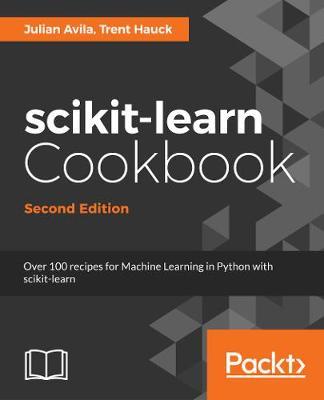 Julian Avila, Trent Hauck
scikit-learn
Cookbook
Second Edition
Over 100 recipes for Machine Learning in Python with
scikit-learn
Packt>